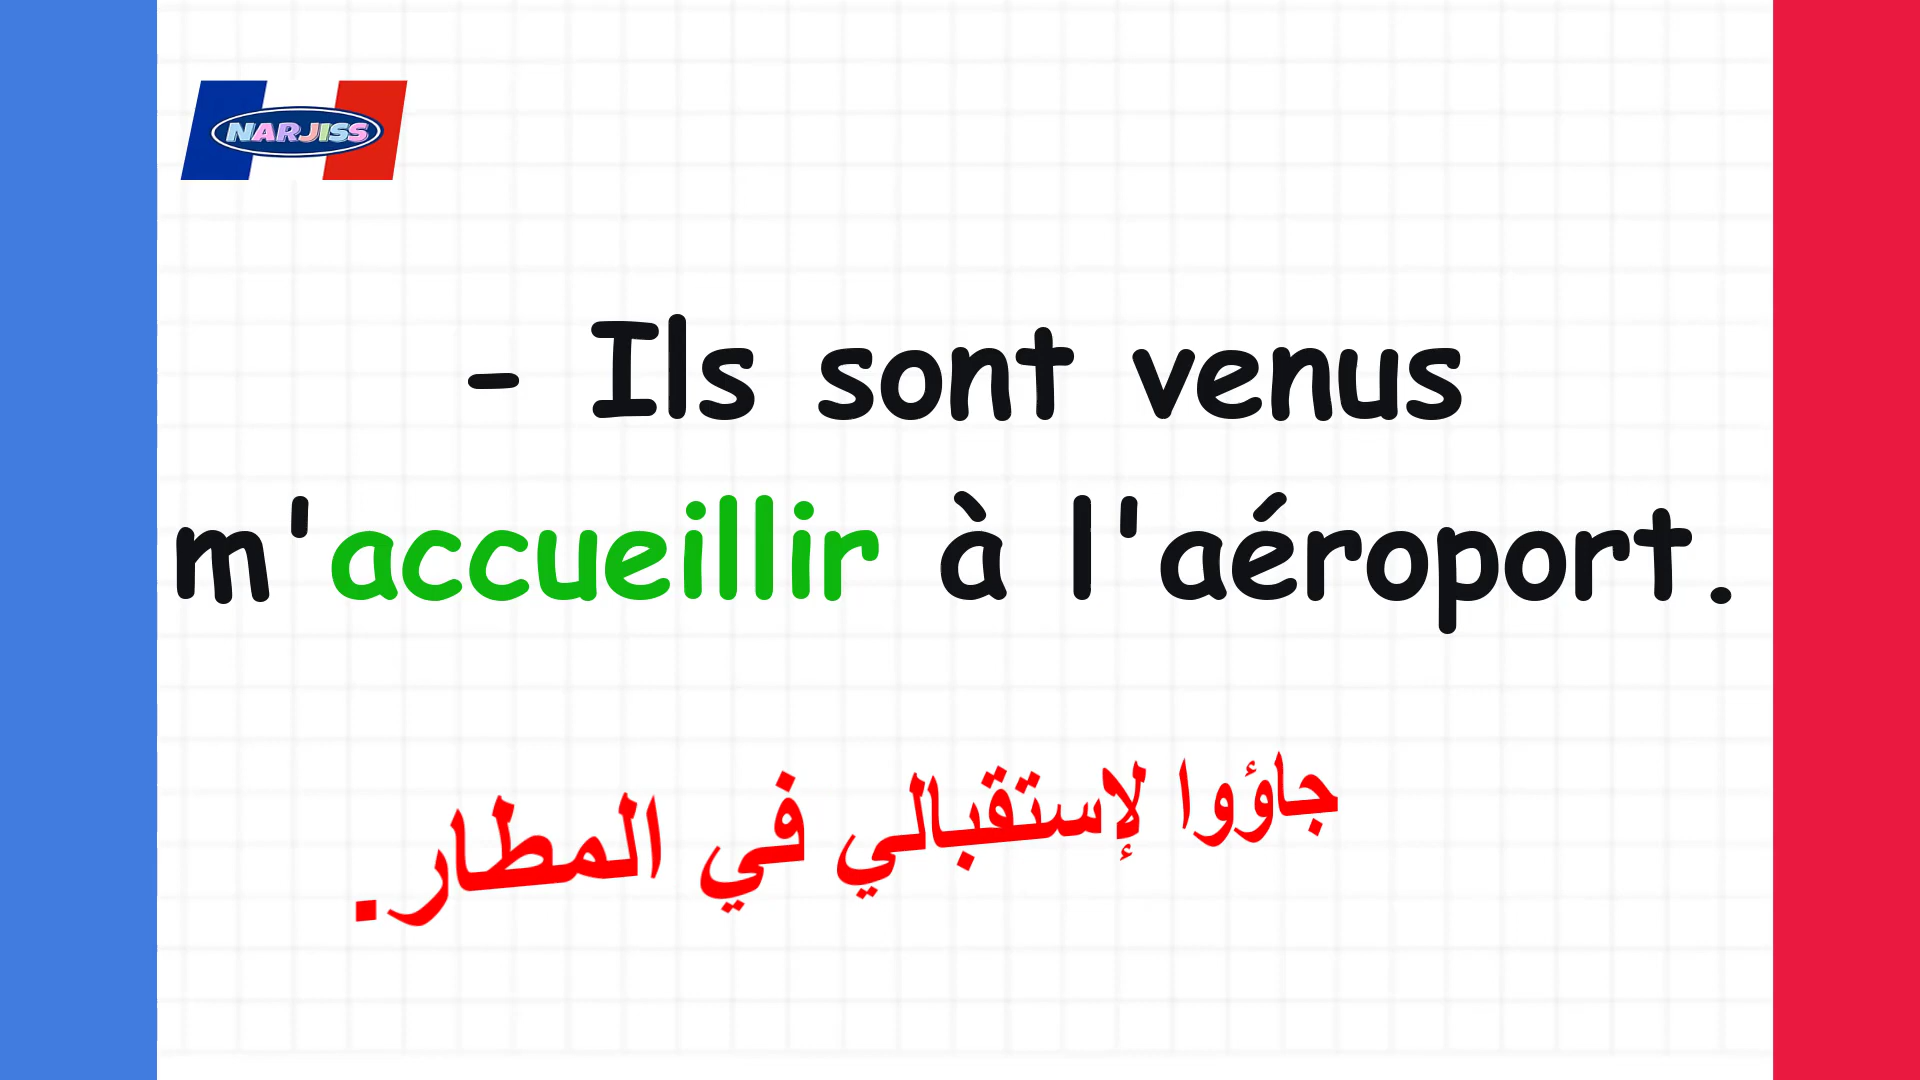 NARJISS
- Ils sont venus
m'accueillir à l'aéroport.
جاؤوا لإستقبالي في المطار.